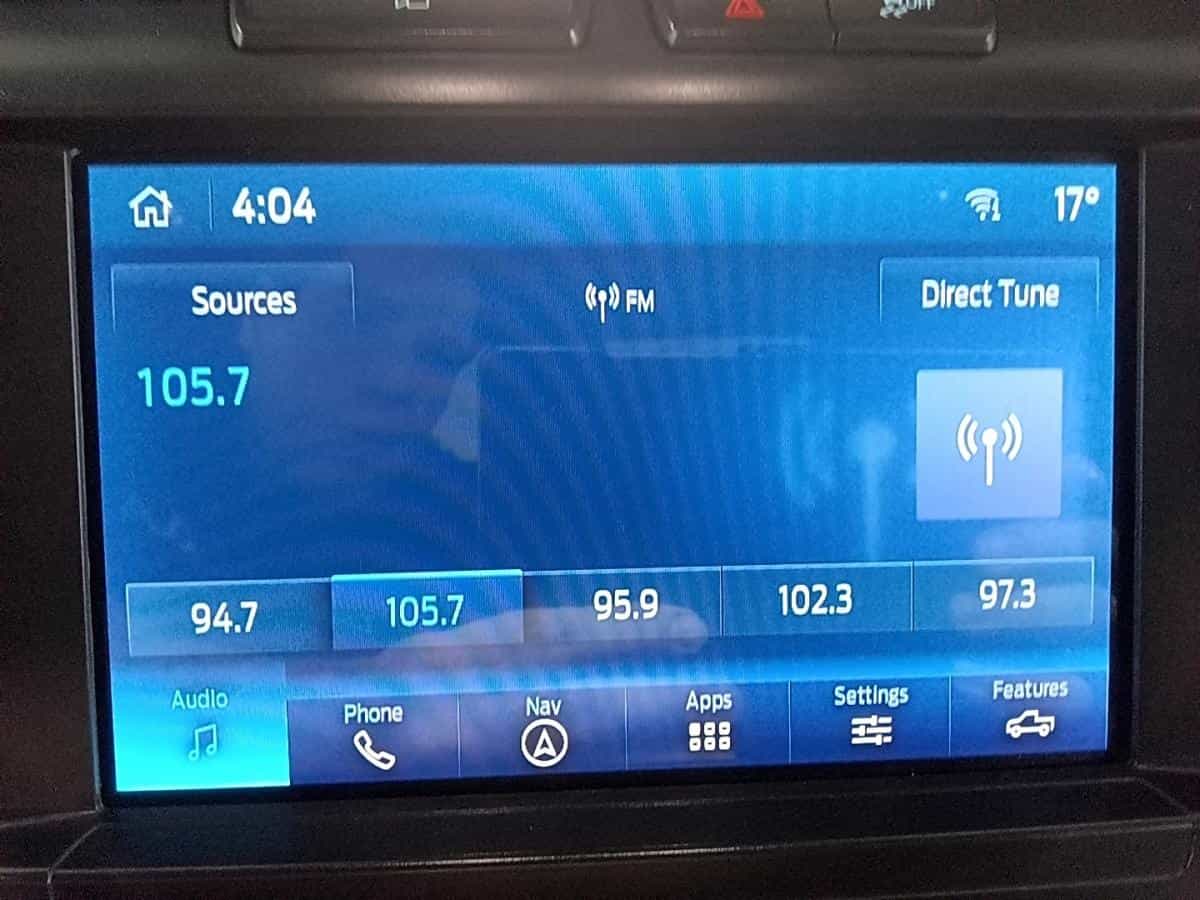 OFF
4:04 17°
Sources FM Direct Tune
105.7
94.7 105.7 95.9 102.3 97.3
Audio Phone Nav Apps Settings Features